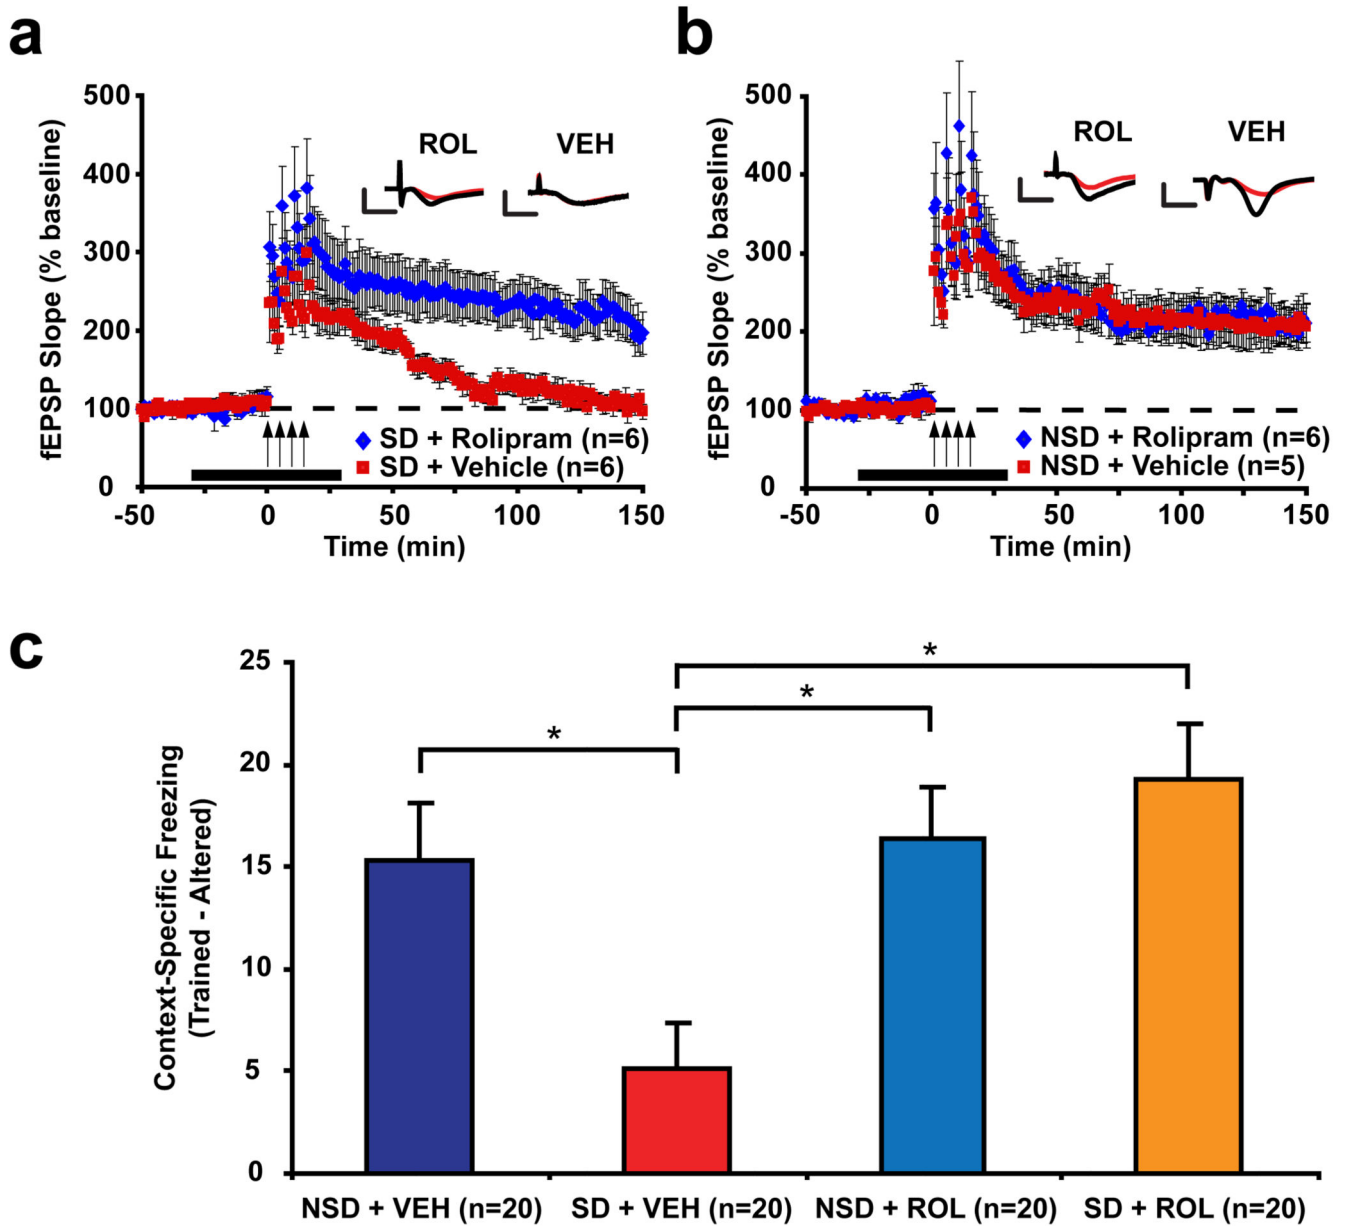 a
500
400
300
200
100
0
fEPSP Slope (% baseline)
ROL VEH
SD + Rolipram (n=6)
SD + Vehicle (n=6)
-50 0 50 100 150
Time (min)
b
500
400
300
200
100
0
fEPSP Slope (% baseline)
ROL VEH
NSD + Rolipram (n=6)
NSD + Vehicle (n=5)
-50 0 50 100 150
Time (min)
c
25
20
15
10
5
0
Context-Specific Freezing
(Trained - Altered)
*
*
*
NSD + VEH (n=20) SD + VEH (n=20) NSD + ROL (n=20) SD + ROL (n=20)